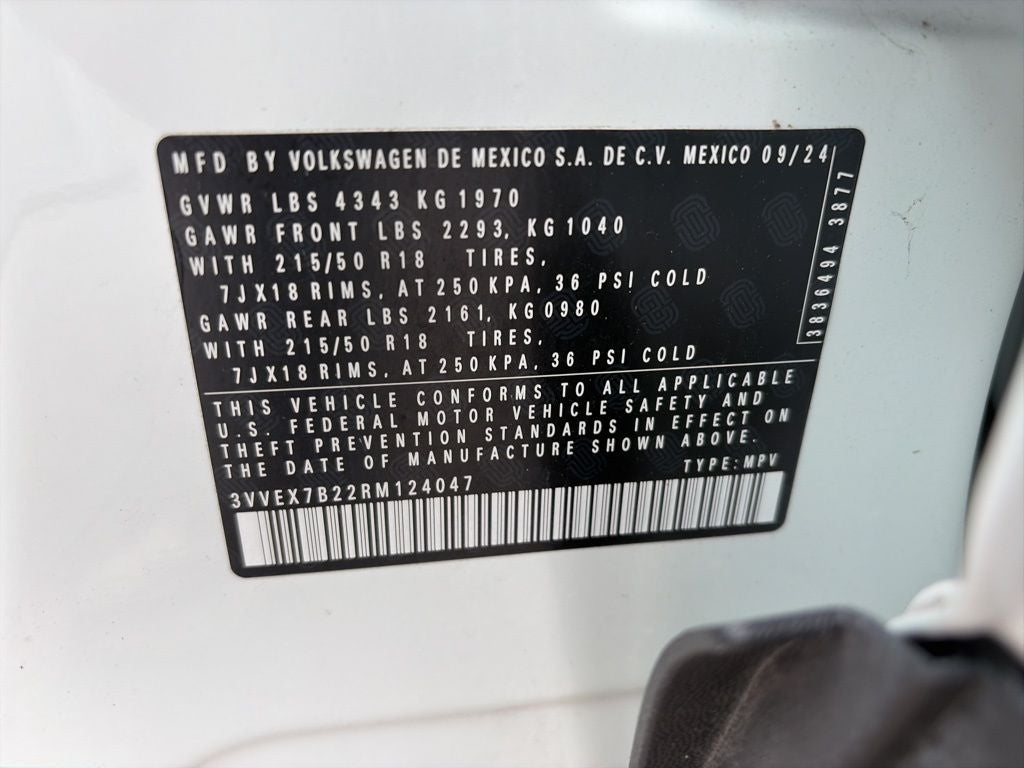 MFD BY VOLKSWAGEN DE MEXICO S.A. DE C.V. MEXICO 09/24
GVWR LBS 4343 KG 1970
GAWR FRONT LBS 2293, KG 1040
WITH 215/50 R18 TIRES,
7JX18 RIMS, AT 250 KPA, 36 PSI COLD
GAWR REAR LBS 2161, KG0980
WITH 215/50 R18 TIRES,
7JX18 RIMS, AT 250 KPA, 36 PSI COLD
3836494 3877
THIS VEHICLE CONFORMS TO ALL APPLICABLE
U.S. FEDERAL MOTOR VEHICLE SAFETY AND
THEFT PREVENTION STANDARDS IN EFFECT ON
THE DATE OF MANUFACTURE SHOWN ABOVE.
TYPE: MPV
3VVEX7B22RM124047